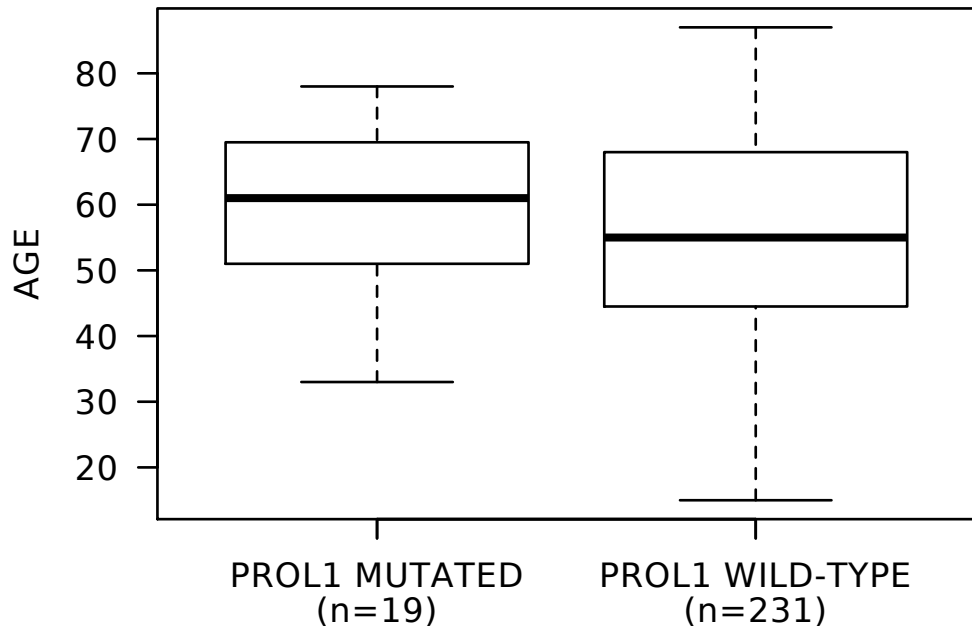 AGE
80
70
60
50
40
30
20
PROL1 MUTATED
(n=19)
PROL1 WILD-TYPE
(n=231)